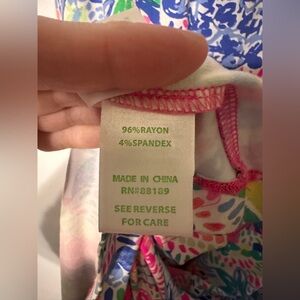 96%RAYON
4%SPANDEX
MADE IN CHINA
RN#88189
SEE REVERSE
FOR CARE